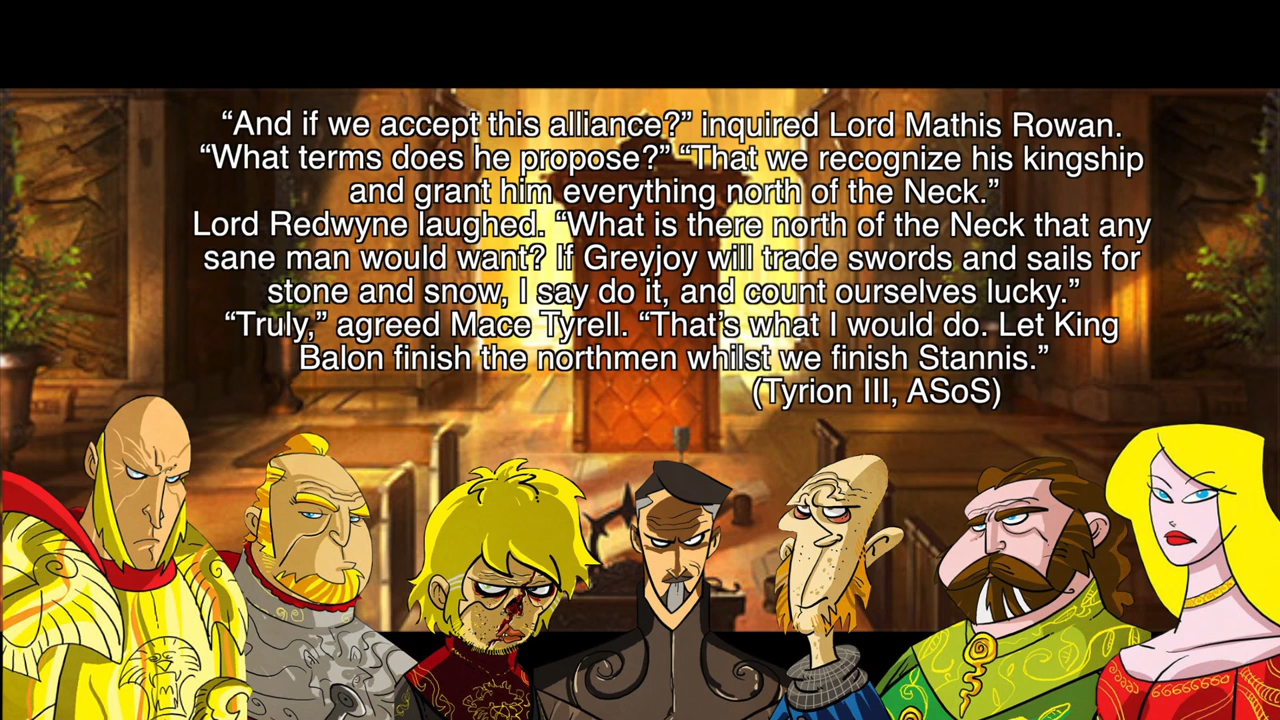 “And if we accept this alliance?” inquired Lord Mathis Rowan.
“What terms does he propose?” “That we recognize his kingship
and grant him everything north of the Neck.”
Lord Redwyne laughed. “What is there north of the Neck that any
sane man would want? If Greyjoy will trade swords and sails for
stone and snow, I say do it, and count ourselves lucky.”
“Truly,” agreed Mace Tyrell. “That’s what I would do. Let King
Balon finish the northmen whilst we finish Stannis.”
(Tyrion III, ASoS)